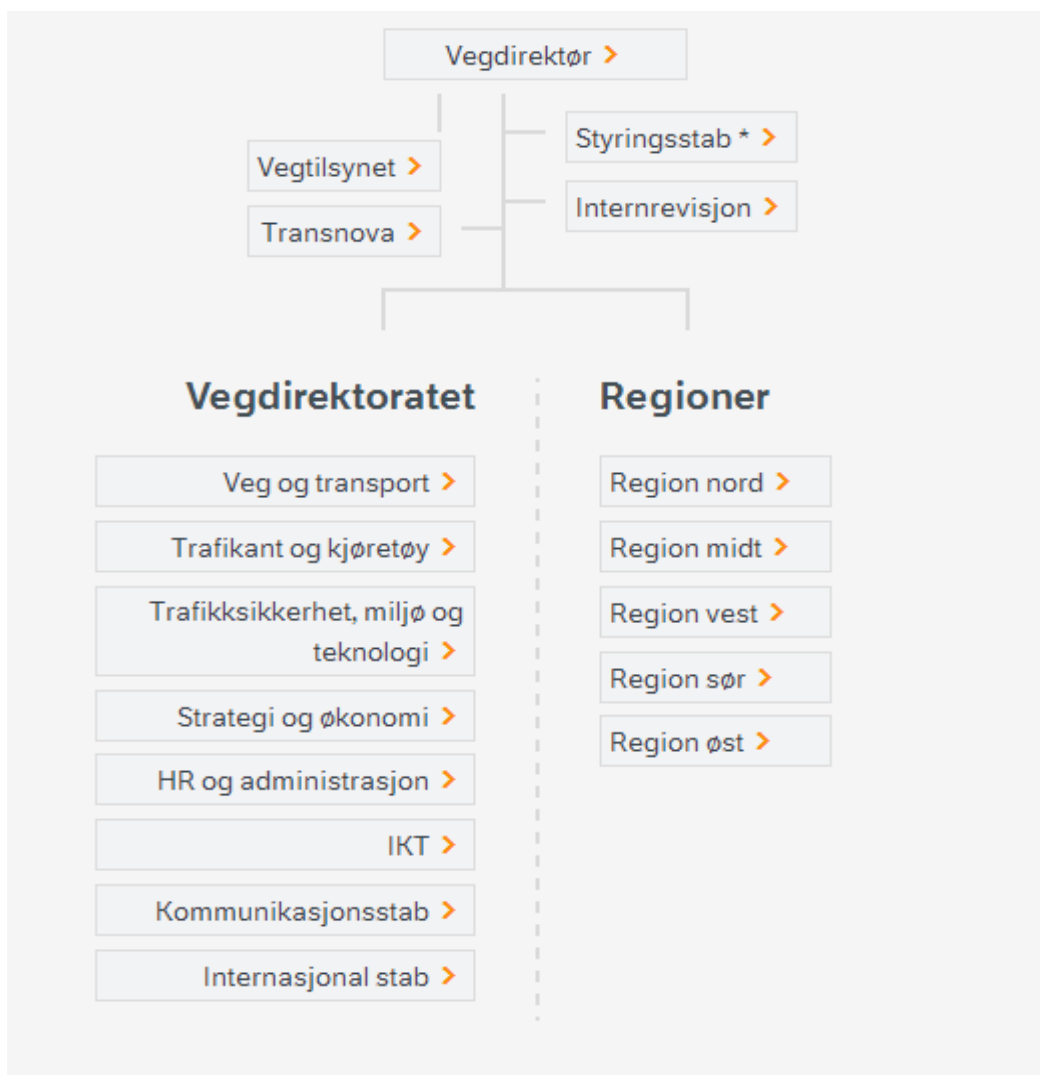 Vegdirektør >
Styringsstab * >
Vegtilsynet >
Internrevisjon >
Transnova >
Vegdirektoratet
Veg og transport >
Trafikant og kjøretøy >
Trafikksikkerhet, miljø og
teknologi >
Strategi og økonomi >
HR og administrasjon >
IKT >
Kommunikasjonsstab >
Internasjonal stab >
Regioner
Region nord >
Region midt >
Region vest >
Region sør >
Region øst >